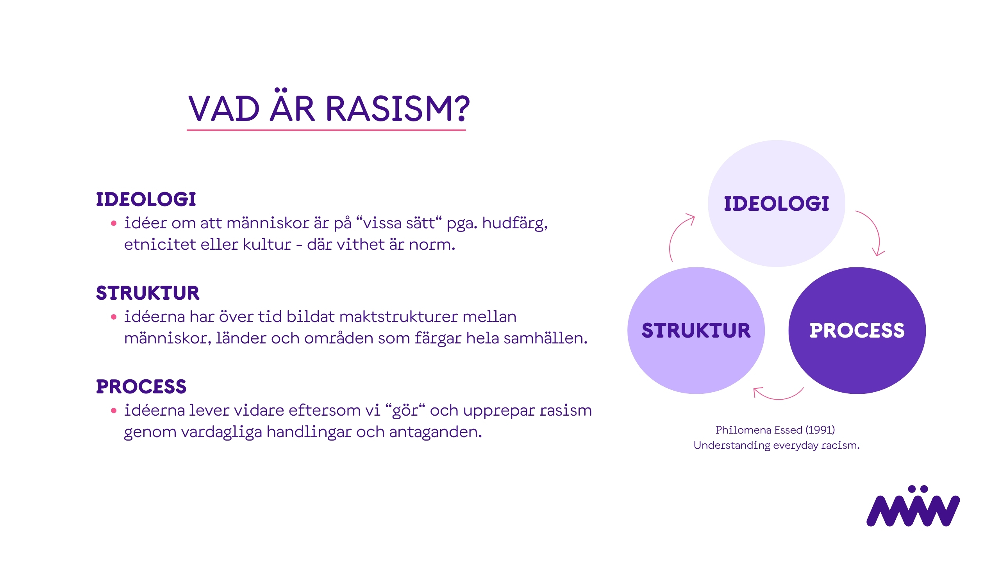 VAD ÄR RASISM?
IDEOLOGI
idéer om att människor är på “vissa sätt“ pga. hudfärg,
etnicitet eller kultur - där vithet är norm.
STRUKTUR
idéerna har över tid bildat maktstrukturer mellan
människor, länder och områden som färgar hela samhällen.
PROCESS
idéerna lever vidare eftersom vi “gör“ och upprepar rasism
genom vardagliga handlingar och antaganden.
IDEOLOGI
STRUKTUR
PROCESS
Philomena Essed (1991)
Understanding everyday racism.
MÄN